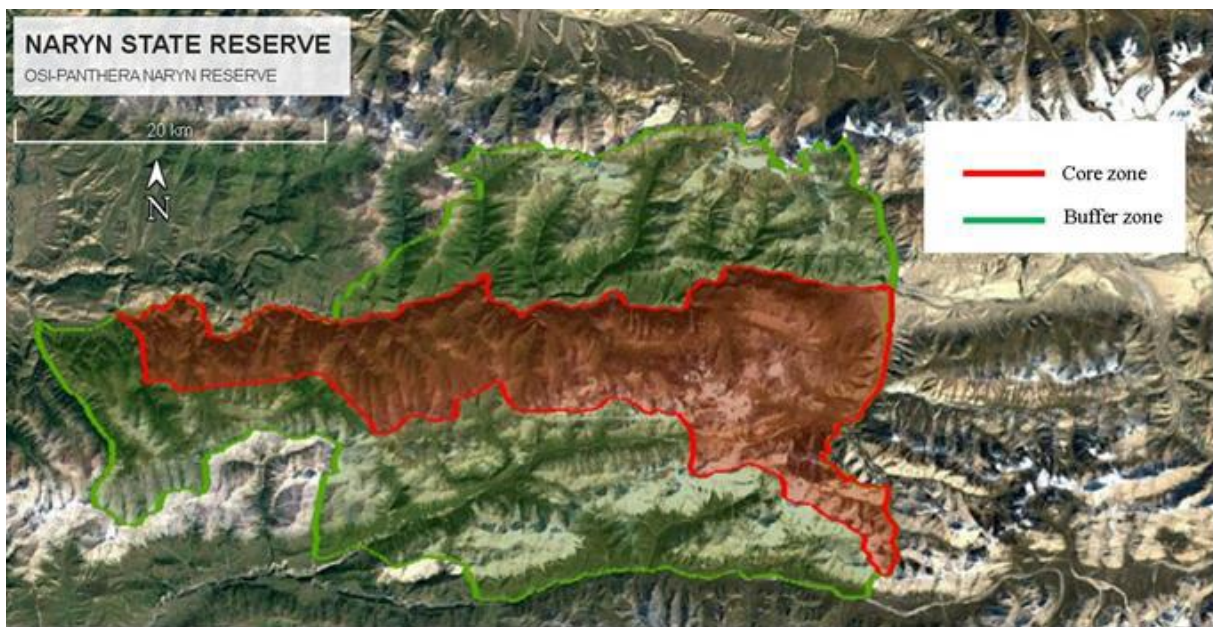 NARYN STATE RESERVE
OSI-PANTHERA NARYN RESERVE
20 km
N
Core zone
Buffer zone